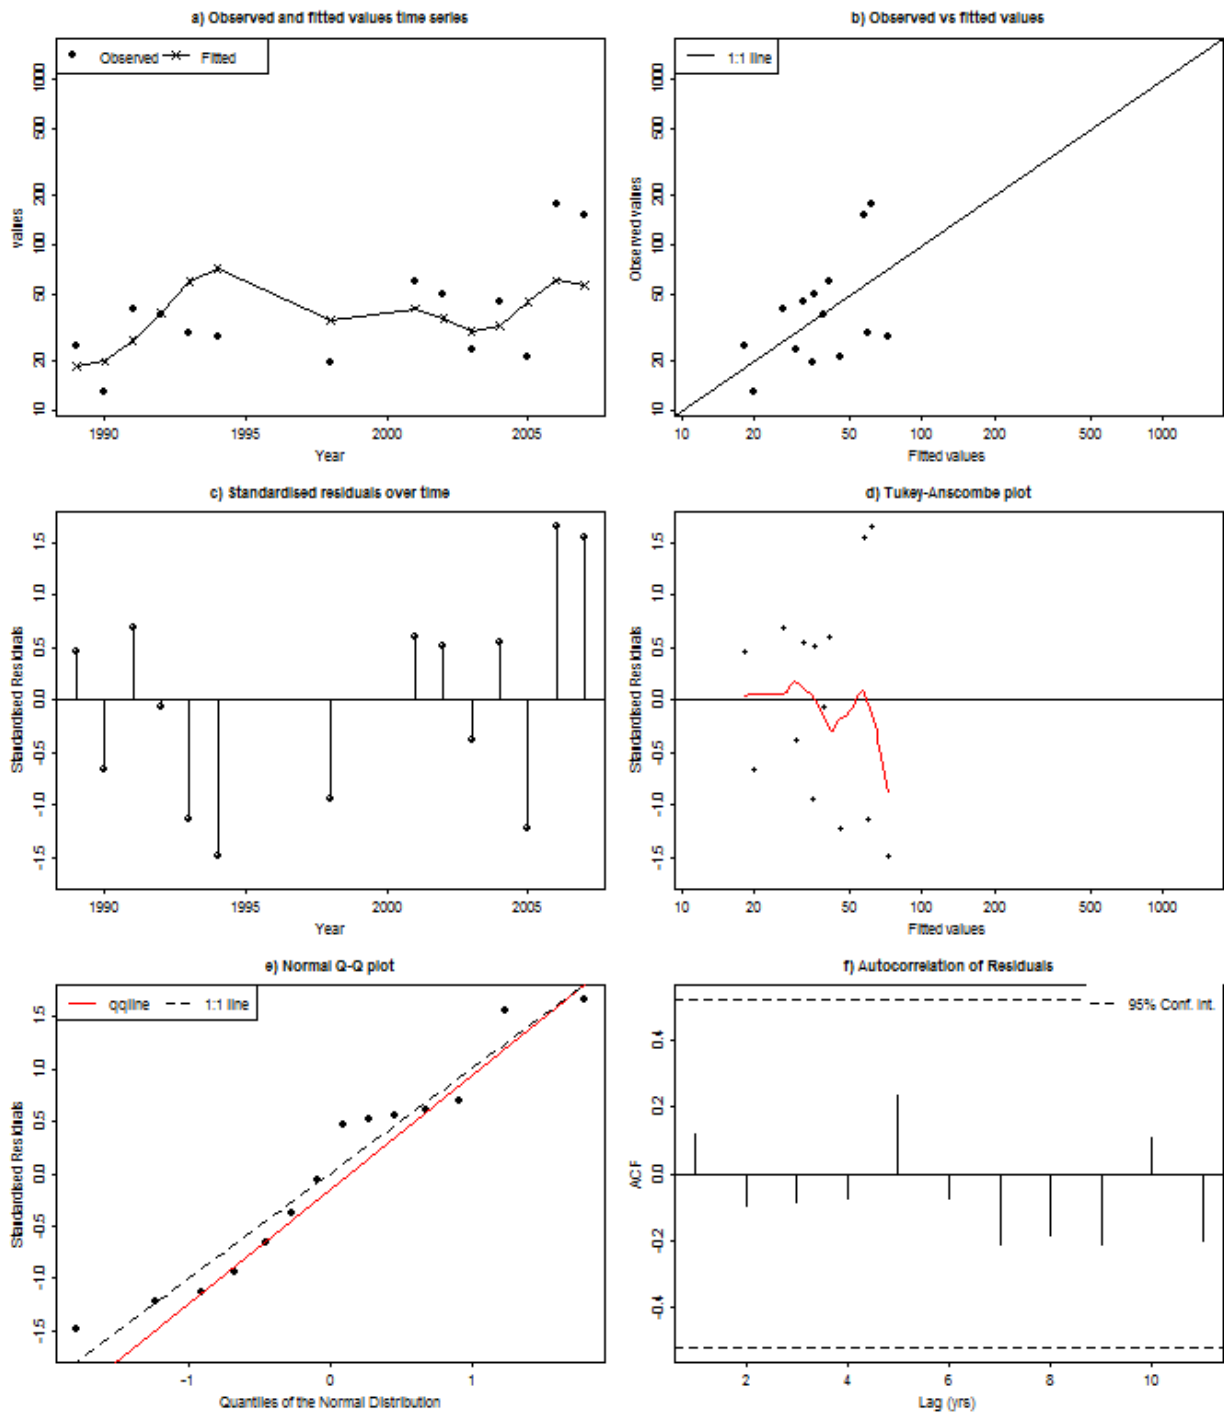 a) Observed and fitted values time series
Observed
Fitted
values
1000
500
200
100
50
20
10
1990
1995
2000
2005
Year
b) Observed vs fitted values
1:1 line
Observed values
1000
500
200
100
50
20
10
10
20
50
100
200
500
1000
Fitted values
c) Standardised residuals over time
Standardised Residuals
1.5
1.0
0.5
0.0
-0.5
-1.0
-1.5
1990
1995
2000
2005
Year
d) Tukey-Anscombe plot
Standardised Residuals
1.5
1.0
0.5
0.0
-0.5
-1.0
-1.5
10
20
50
100
200
500
1000
Fitted values
e) Normal Q-Q plot
qqline
1:1 line
Standardised Residuals
1.5
1.0
0.5
0.0
-0.5
-1.0
-1.5
-1
0
1
Quantiles of the Normal Distribution
f) Autocorrelation of Residuals
95% Conf. Int.
ACF
0.4
0.2
0.0
-0.2
-0.4
2
4
6
8
10
Lag (yrs)